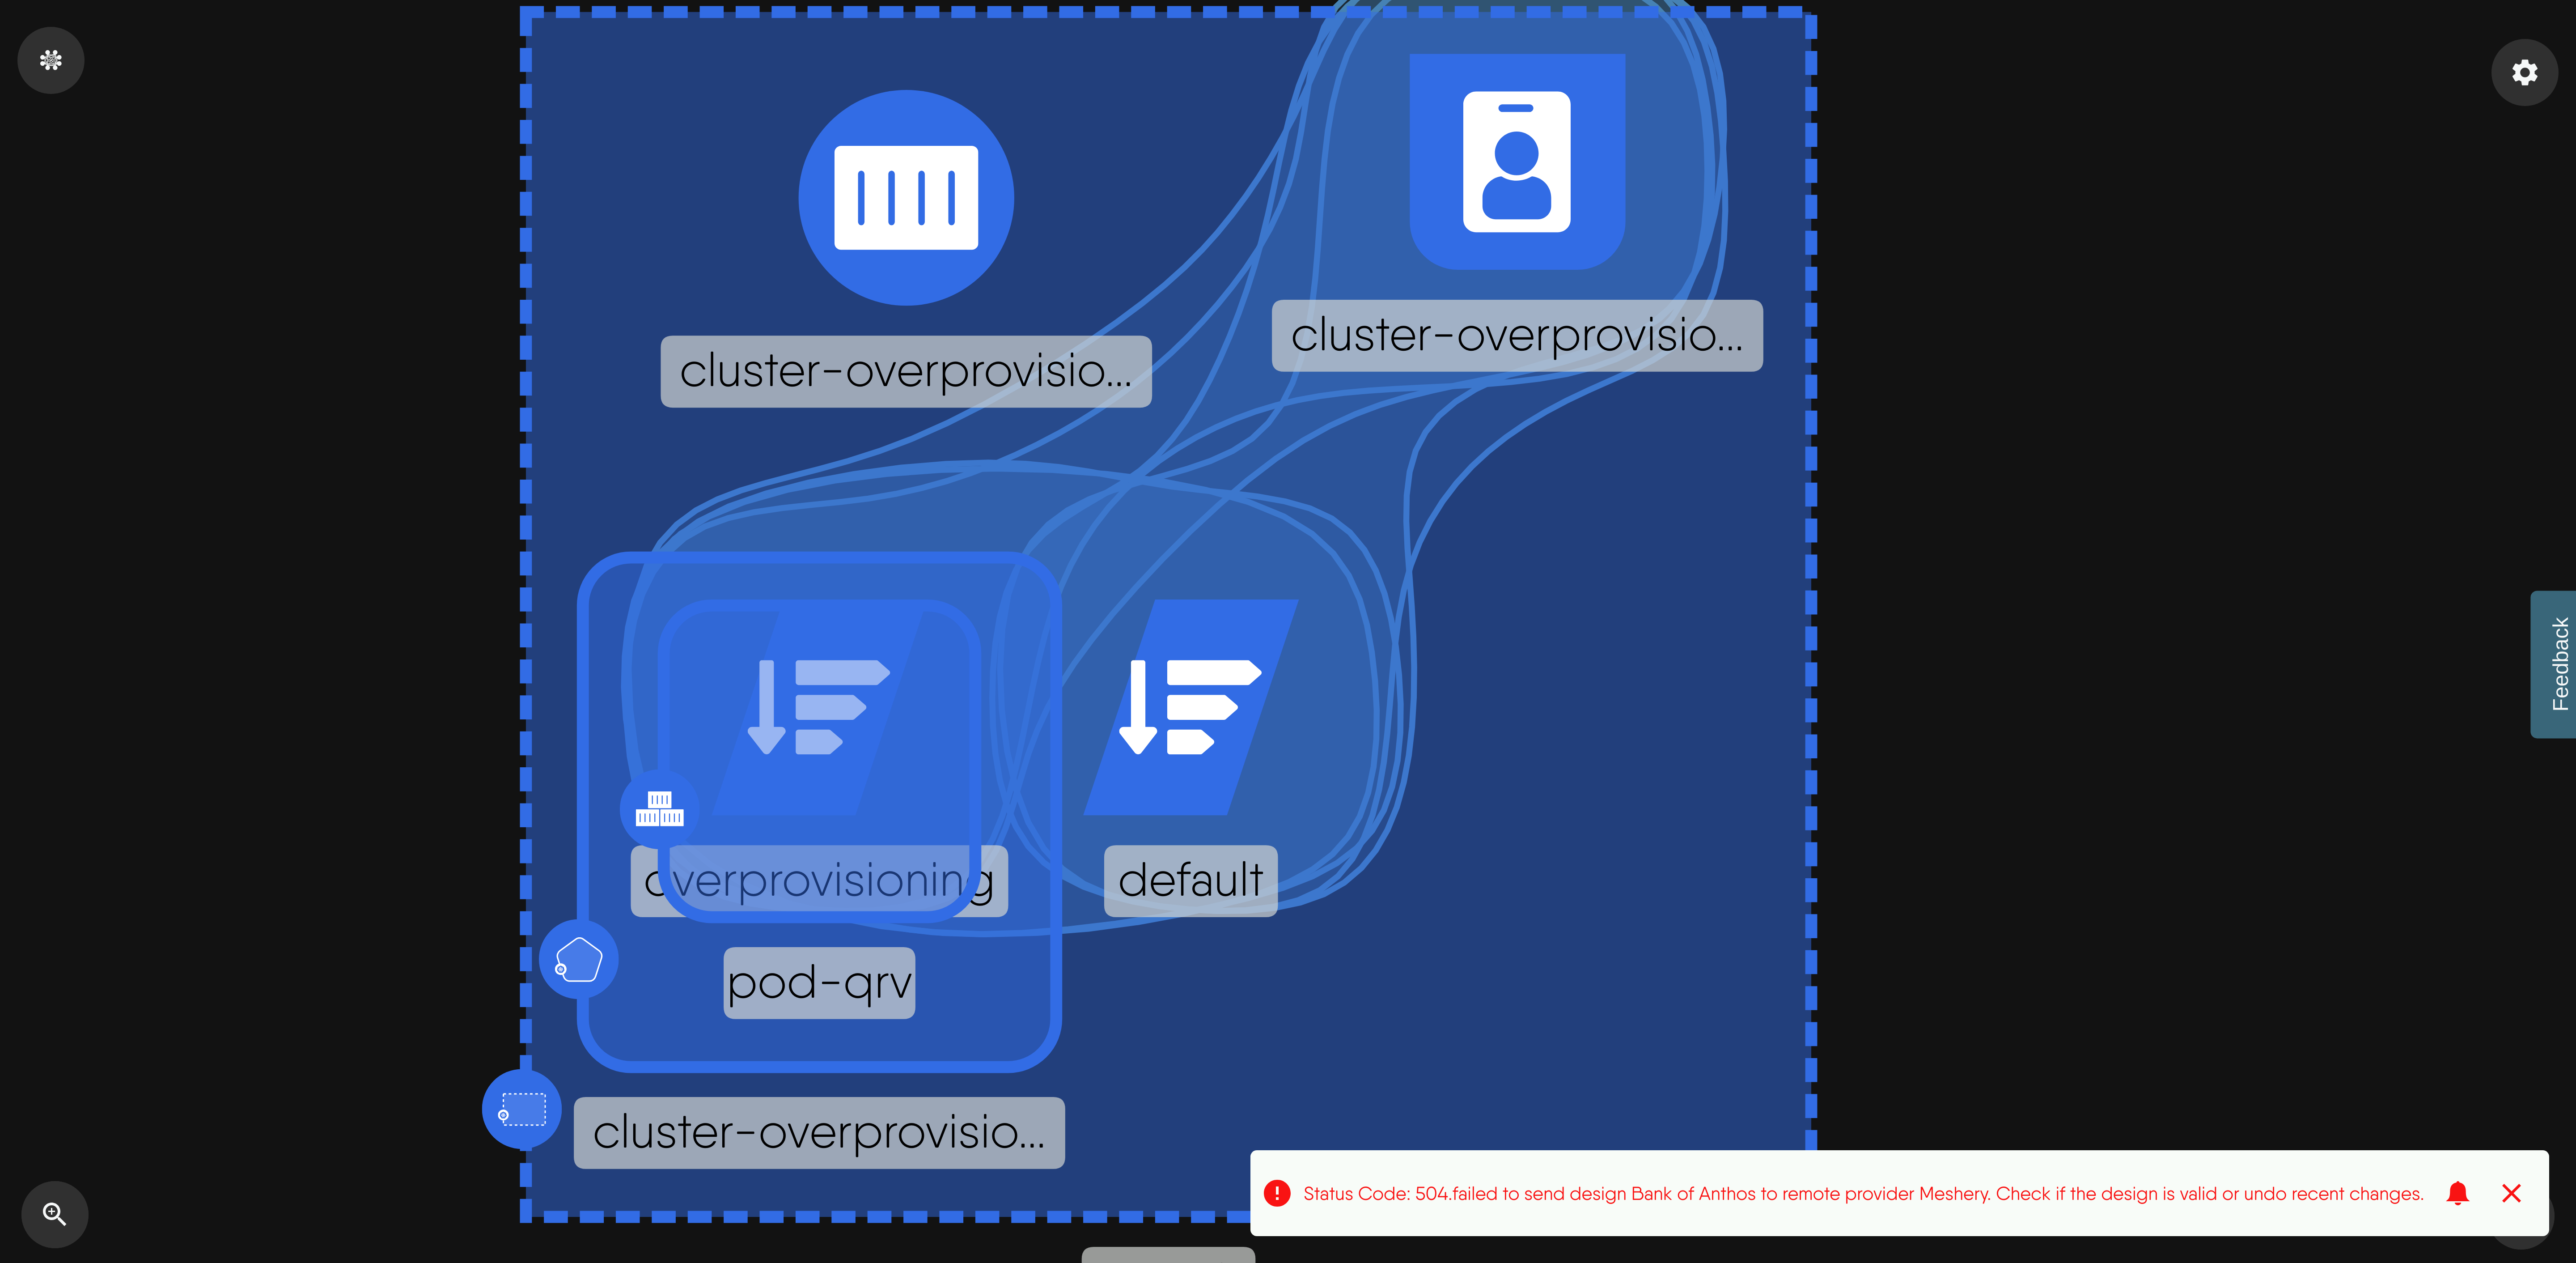 cluster-overprovisio...
cluster-overprovisio...
overprovisioning
default
pod-qrv
cluster-overprovisio...
Feedback
Status Code: 504.failed to send design Bank of Anthos to remote provider Meshery. Check if the design is valid or undo recent changes.